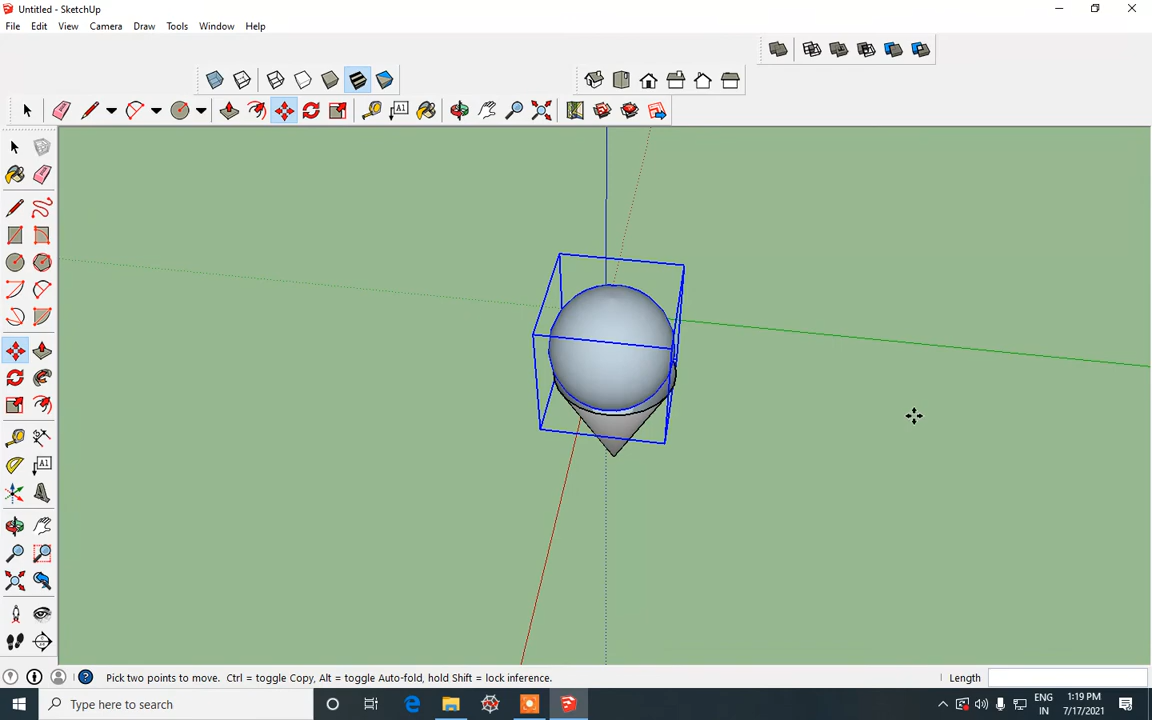 Untitled - SketchUp
File Edit View Camera Draw Tools Window Help
A1
A1
Pick two points to move. Ctrl = toggle Copy, Alt = toggle Auto-fold, hold Shift = lock inference.
Length
Type here to search
ENG
IN
1:19 PM
7/17/2021